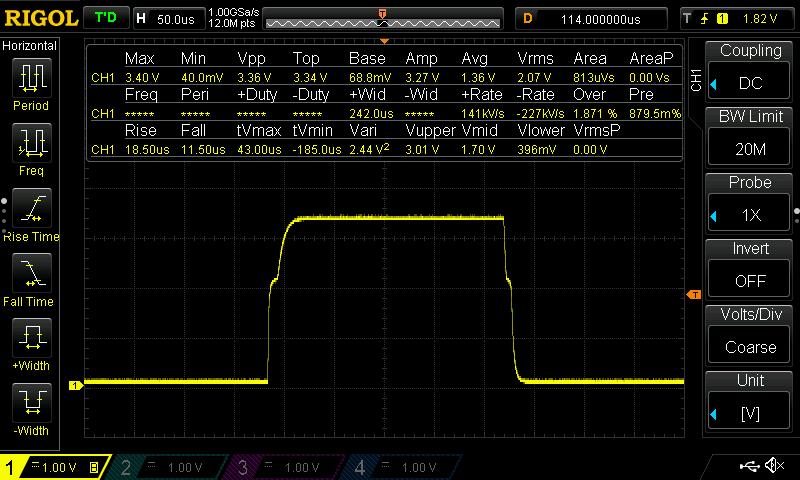 RIGOL T'D H 50.0us 1.00GSa/s 12.0M pts T D 114.000000us T 1 1.82 V
Horizontal
Period
Freq
Rise Time
Fall Time
+Width
-Width
Max Min Vpp Top Base Amp Avg Vrms Area AreaP
CH1 3.40 V 40.0mV 3.36 V 3.34 V 68.8mV 3.27 V 1.36 V 2.07 V 813uVs 0.00 Vs
Freq Peri +Duty -Duty +Wid -Wid +Rate -Rate Over Pre
CH1 ***** ***** ***** ***** 242.0us ***** 141kV/s -227kV/s 1.871 % 879.5m%
Rise Fall tVmax tVmin Vari Vupper Vmid Vlower VrmsP
CH1 18.50us 11.50us 43.00us -185.0us 2.44 V² 3.01 V 1.70 V 396mV 0.00 V
T
1
CH1
Coupling
DC
BW Limit
20M
Probe
1X
Invert
OFF
Volts/Div
Coarse
Unit
[V]
1 1.00 V B 2 1.00 V 3 1.00 V 4 1.00 V